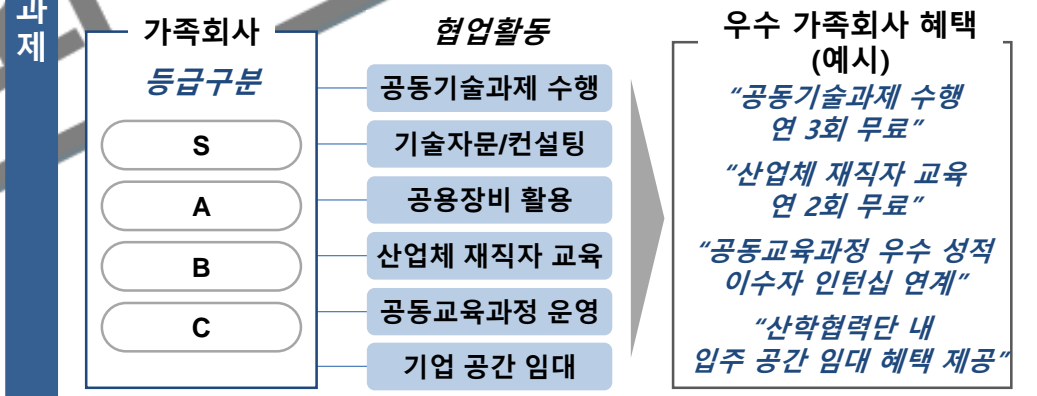 과
제
가족회사
등급구분
S
A
B
C
협업활동
공동기술과제 수행
기술자문/컨설팅
공용장비 활용
산업체 재직자 교육
공동교육과정 운영
기업 공간 임대
우수 가족회사 혜택
(예시)
“공동기술과제 수행
연 3회 무료”
“산업체 재직자 교육
연 2회 무료”
“공동교육과정 우수 성적
이수자 인턴십 연계”
“산학협력단 내
입주 공간 임대 혜택 제공”